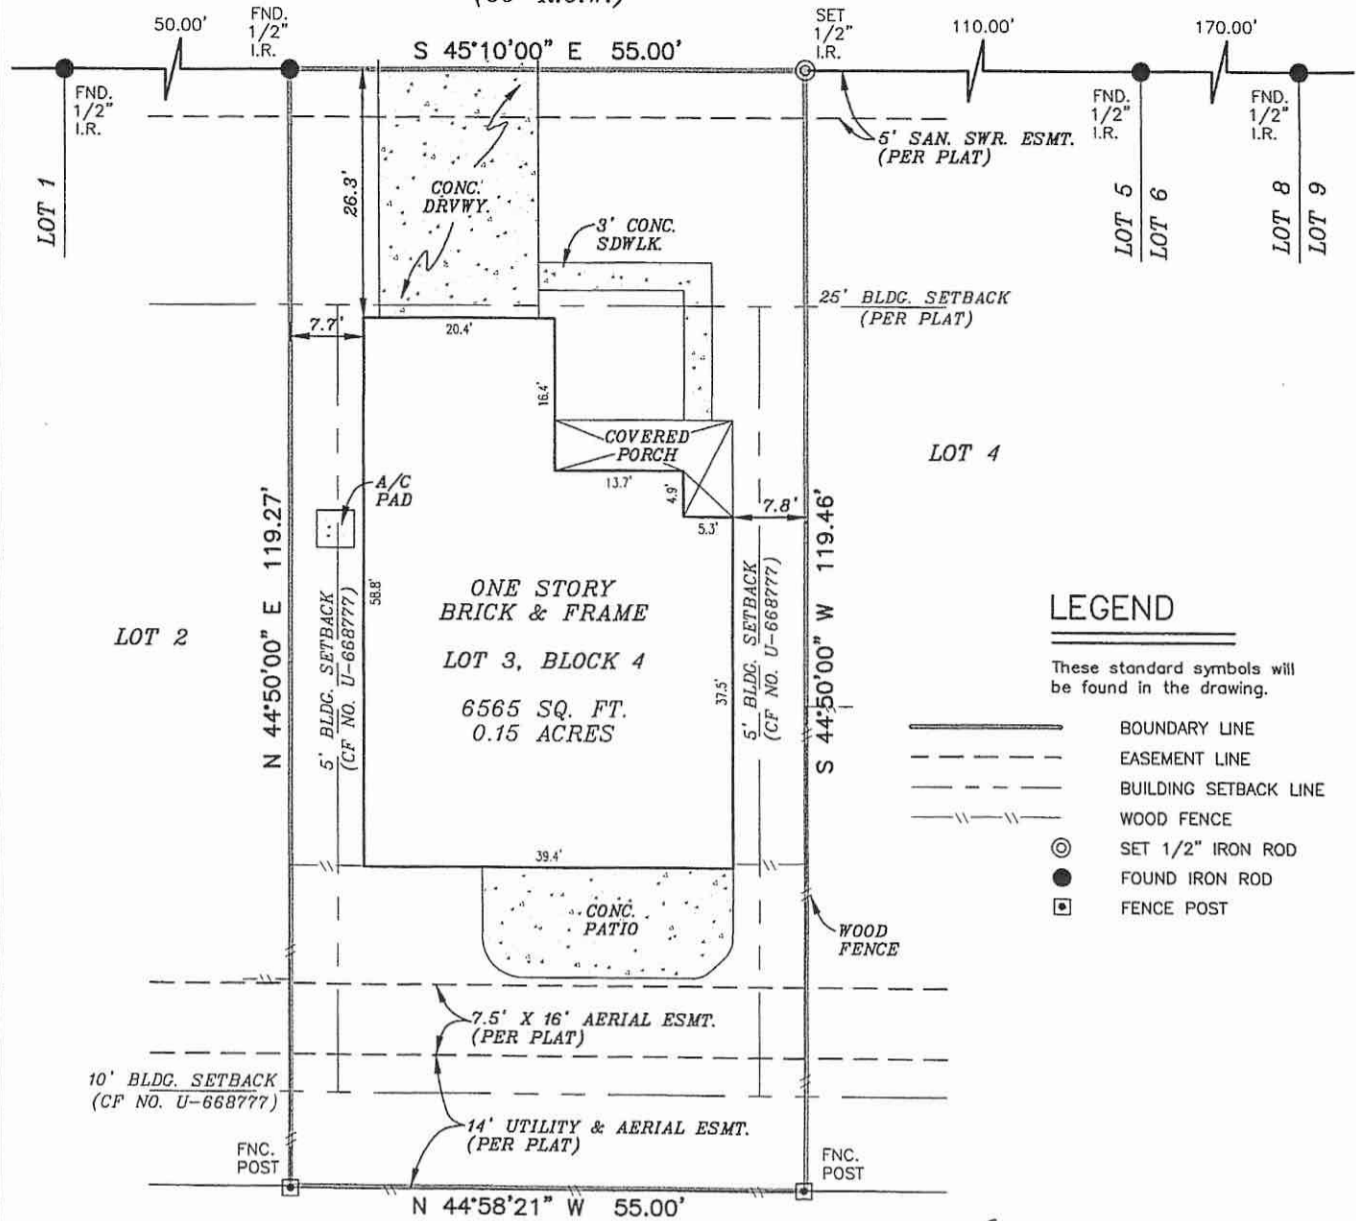 50.00'
FND.
1/2"
I.R.
S 45°10'00" E 55.00'
SET
1/2"
I.R.
110.00'
170.00'
FND.
1/2"
I.R.
FND.
1/2"
I.R.
FND.
1/2"
I.R.
5' SAN. SWR. ESMT.
(PER PLAT)
LOT 1
26.3'
CONC.
DRVWY.
3' CONC.
SDWLK.
LOT 5
LOT 6
LOT 8
LOT 9
25' BLDG. SETBACK
(PER PLAT)
7.7'
20.4'
16.4'
COVERED
PORCH
LOT 4
13.7'
4.9'
5.3'
7.8'
A/C
PAD
N 44°50'00" E 119.27'
S 44°50'00" W 119.46'
58.8'
37.5'
5' BLDG. SETBACK
(CF NO. U-668777)
5' BLDG. SETBACK
(CF NO. U-668777)
ONE STORY
BRICK & FRAME
LOT 3, BLOCK 4
6565 SQ. FT.
0.15 ACRES
LOT 2
LEGEND
These standard symbols will
be found in the drawing.
BOUNDARY LINE
EASEMENT LINE
BUILDING SETBACK LINE
WOOD FENCE
SET 1/2" IRON ROD
FOUND IRON ROD
FENCE POST
39.4'
CONC.
PATIO
WOOD
FENCE
7.5' X 16' AERIAL ESMT.
(PER PLAT)
10' BLDG. SETBACK
(CF NO. U-668777)
14' UTILITY & AERIAL ESMT.
(PER PLAT)
FNC.
POST
FNC.
POST
N 44°58'21" W 55.00'